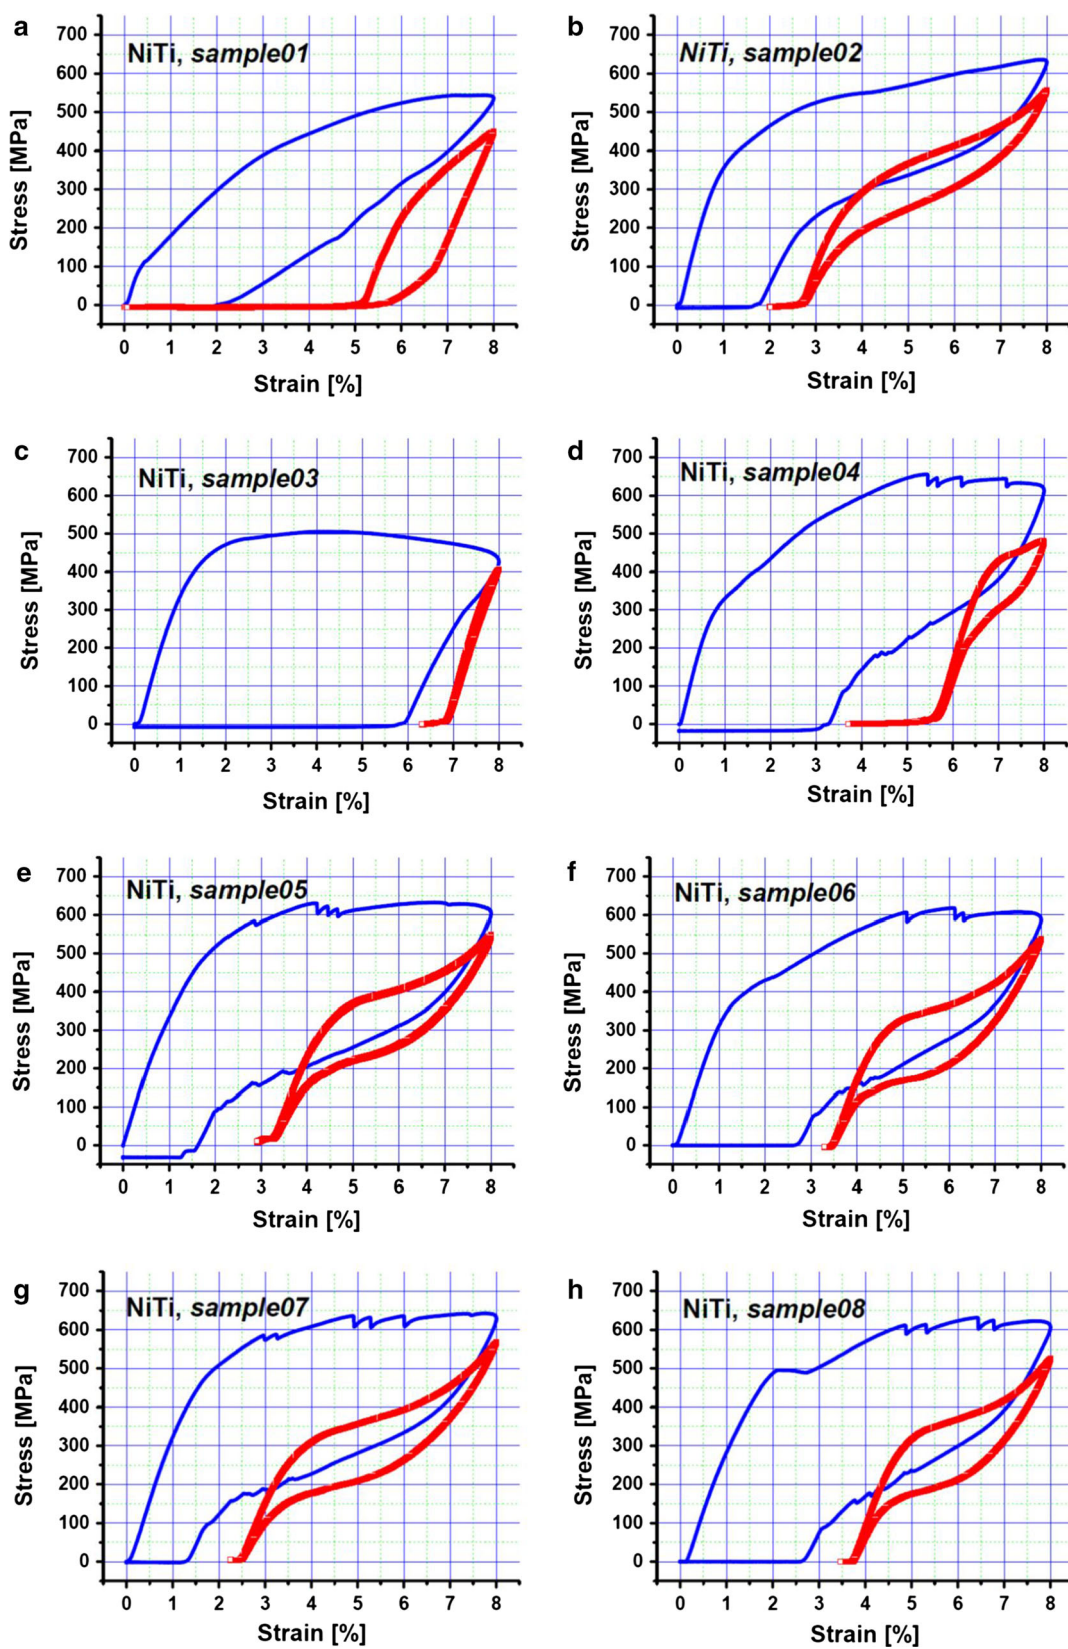 a
NiTi, sample01
700
600
500
400
300
200
100
0
Stress [MPa]
0 1 2 3 4 5 6 7 8
Strain [%]
b
NiTi, sample02
700
600
500
400
300
200
100
0
Stress [MPa]
0 1 2 3 4 5 6 7 8
Strain [%]
c
NiTi, sample03
700
600
500
400
300
200
100
0
Stress [MPa]
0 1 2 3 4 5 6 7 8
Strain [%]
d
NiTi, sample04
700
600
500
400
300
200
100
0
Stress [MPa]
0 1 2 3 4 5 6 7 8
Strain [%]
e
NiTi, sample05
700
600
500
400
300
200
100
0
Stress [MPa]
0 1 2 3 4 5 6 7 8
Strain [%]
f
NiTi, sample06
700
600
500
400
300
200
100
0
Stress [MPa]
0 1 2 3 4 5 6 7 8
Strain [%]
g
NiTi, sample07
700
600
500
400
300
200
100
0
Stress [MPa]
0 1 2 3 4 5 6 7 8
Strain [%]
h
NiTi, sample08
700
600
500
400
300
200
100
0
Stress [MPa]
0 1 2 3 4 5 6 7 8
Strain [%]